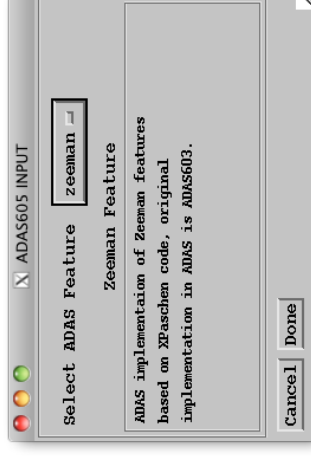 X ADAS605 INPUT
Select ADAS Feature zeeman
Zeeman Feature
ADAS implementaion of Zeeman features
based on XPaschen code, original
implementation in ADAS is ADAS603.
Cancel Done